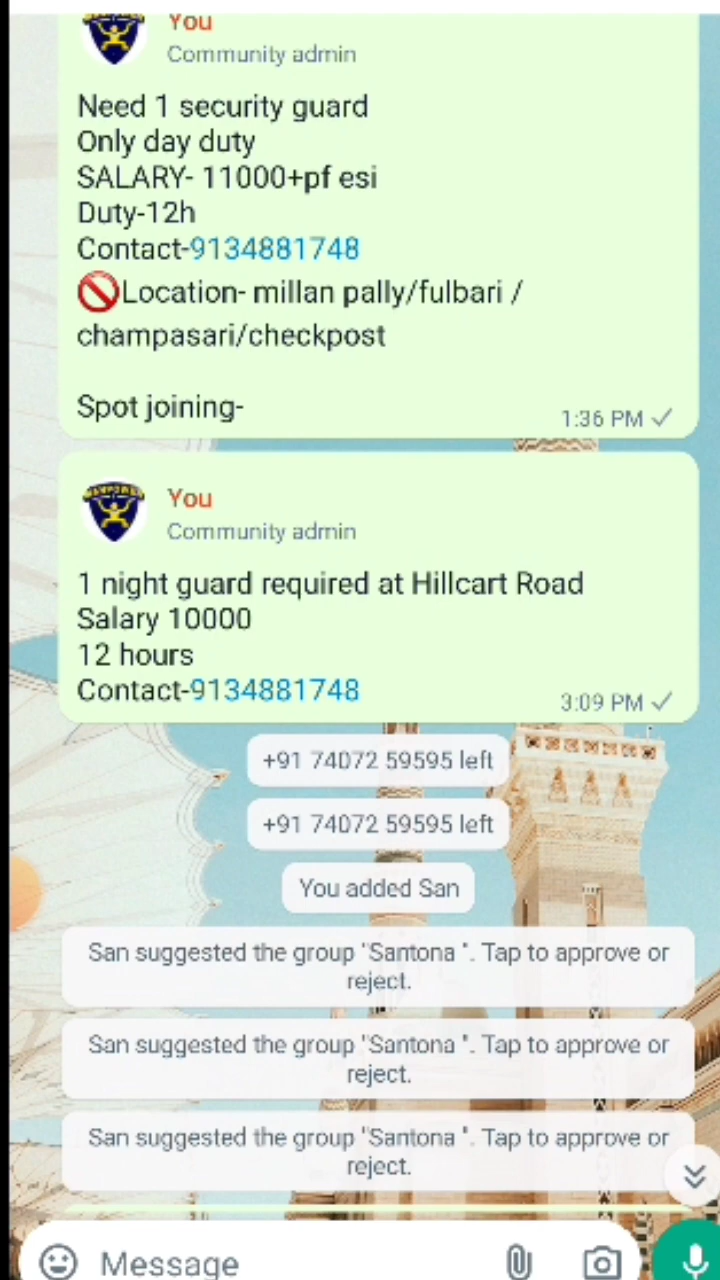 You
Community admin
Need 1 security guard
Only day duty
SALARY- 11000+pf esi
Duty-12h
Contact-9134881748
🚫Location- millan pally/fulbari /
champasari/checkpost
Spot joining-
1:36 PM
You
Community admin
1 night guard required at Hillcart Road
Salary 10000
12 hours
Contact-9134881748
3:09 PM
+91 74072 59595 left
+91 74072 59595 left
You added San
San suggested the group "Santona ". Tap to approve or
reject.
San suggested the group "Santona ". Tap to approve or
reject.
San suggested the group "Santona ". Tap to approve or
reject.
Message